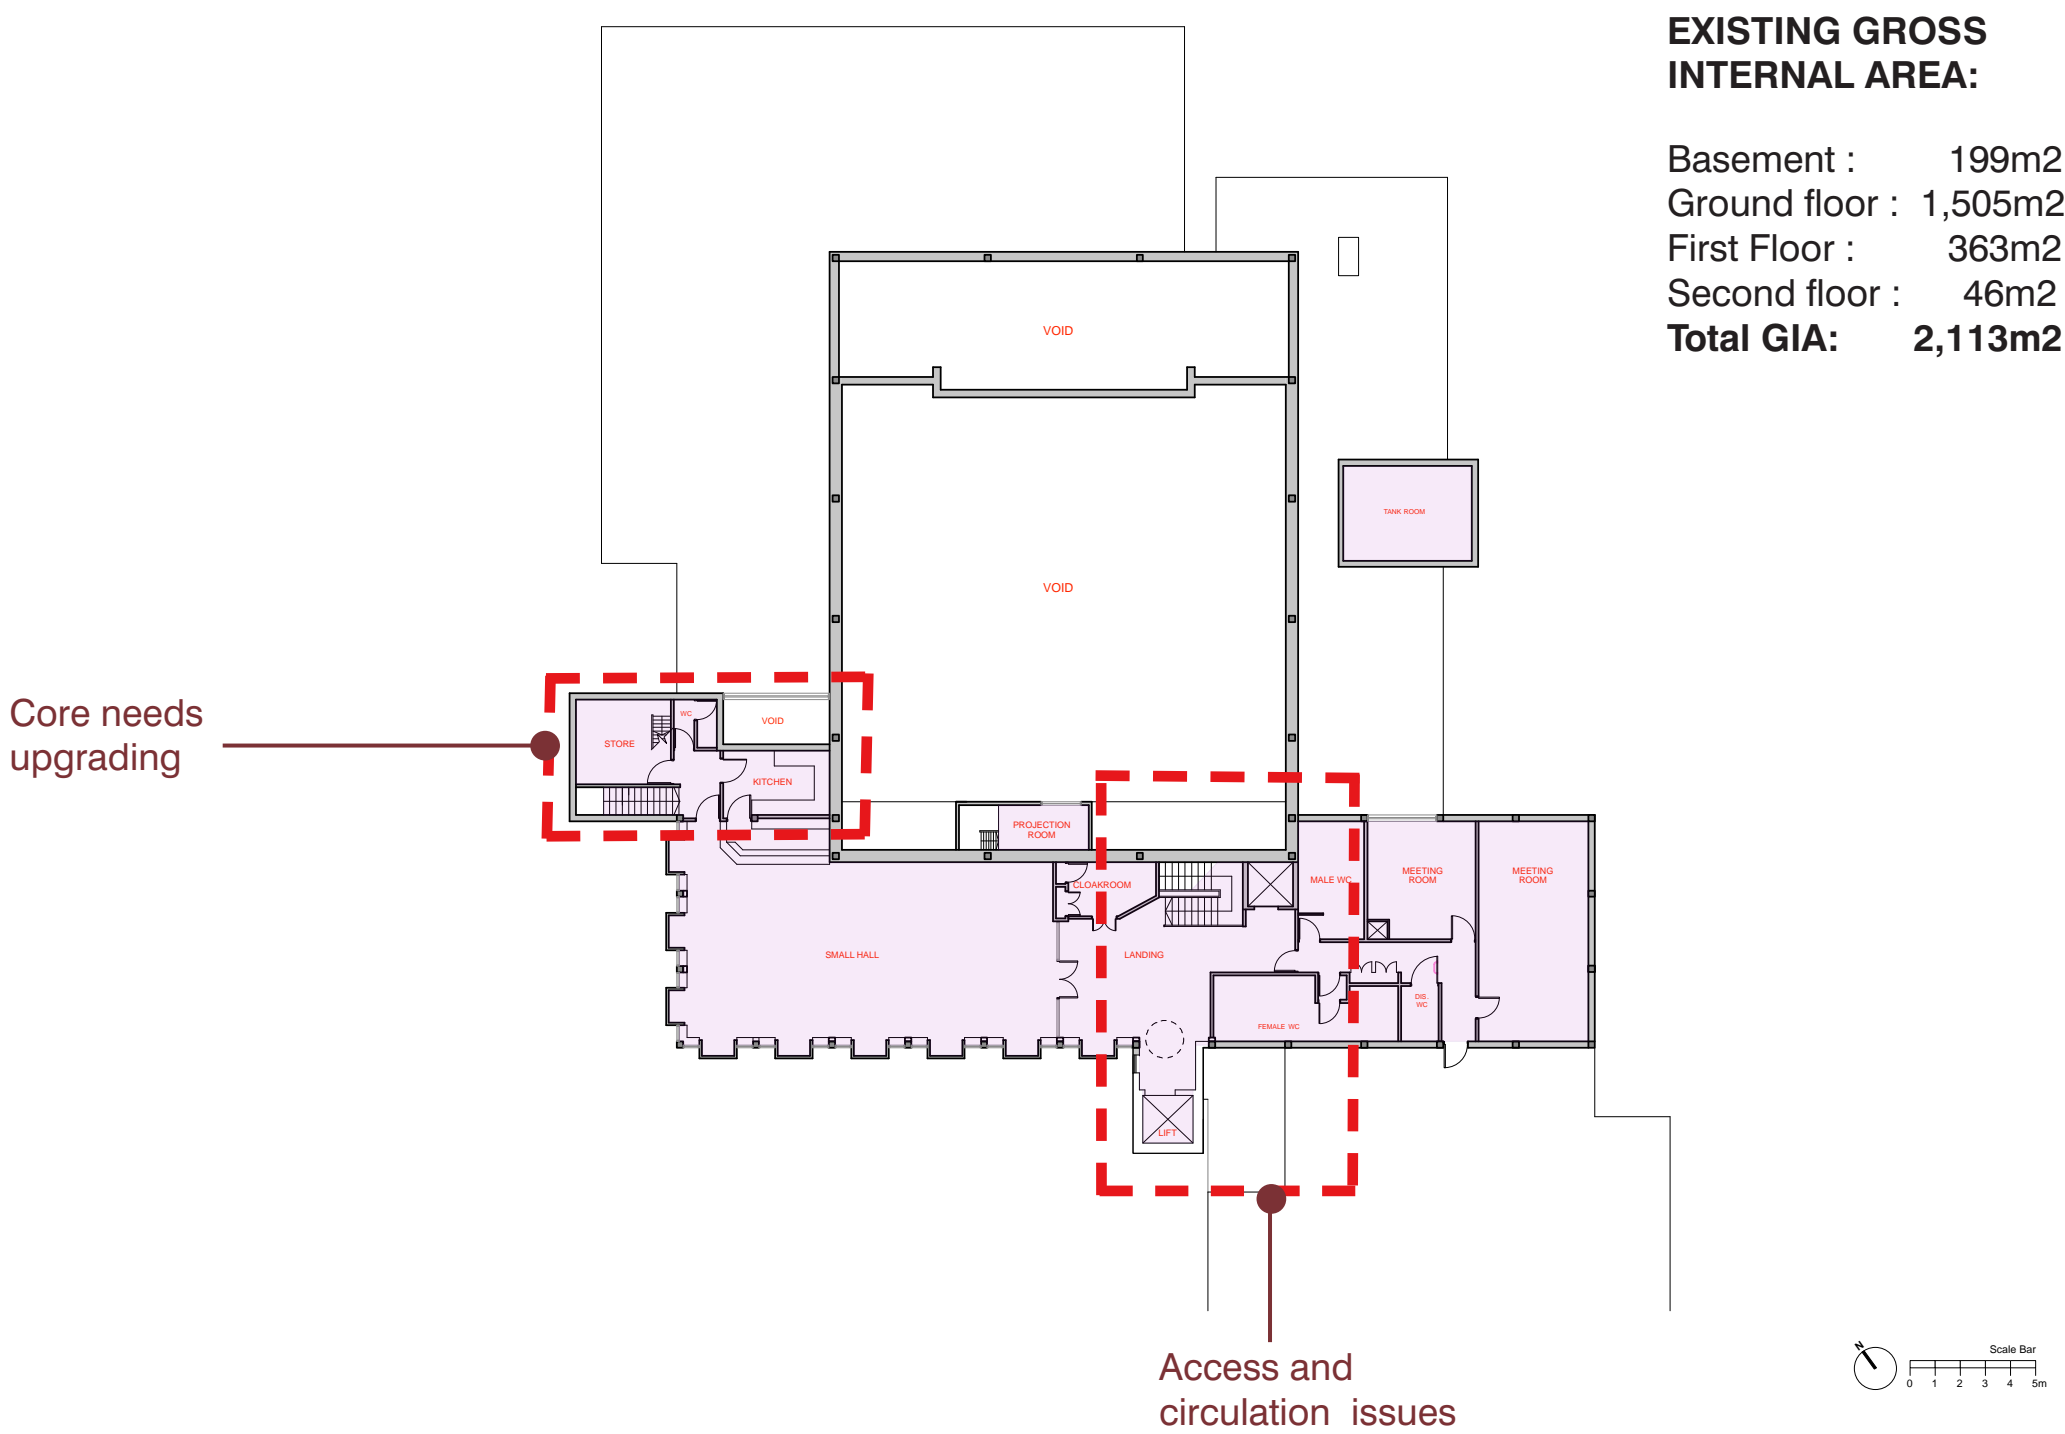 EXISTING GROSS
INTERNAL AREA:
Basement : 199m2
Ground floor : 1,505m2
First Floor : 363m2
Second floor : 46m2
Total GIA: 2,113m2
VOID
TANK ROOM
VOID
Core needs
upgrading
WC
VOID
STORE
KITCHEN
PROJECTION
ROOM
CLOAKROOM
MALE WC
MEETING
ROOM
MEETING
ROOM
SMALL HALL
LANDING
DIS.
WC
FEMALE WC
LIFT
Access and
circulation issues
N
Scale Bar
0 1 2 3 4 5m